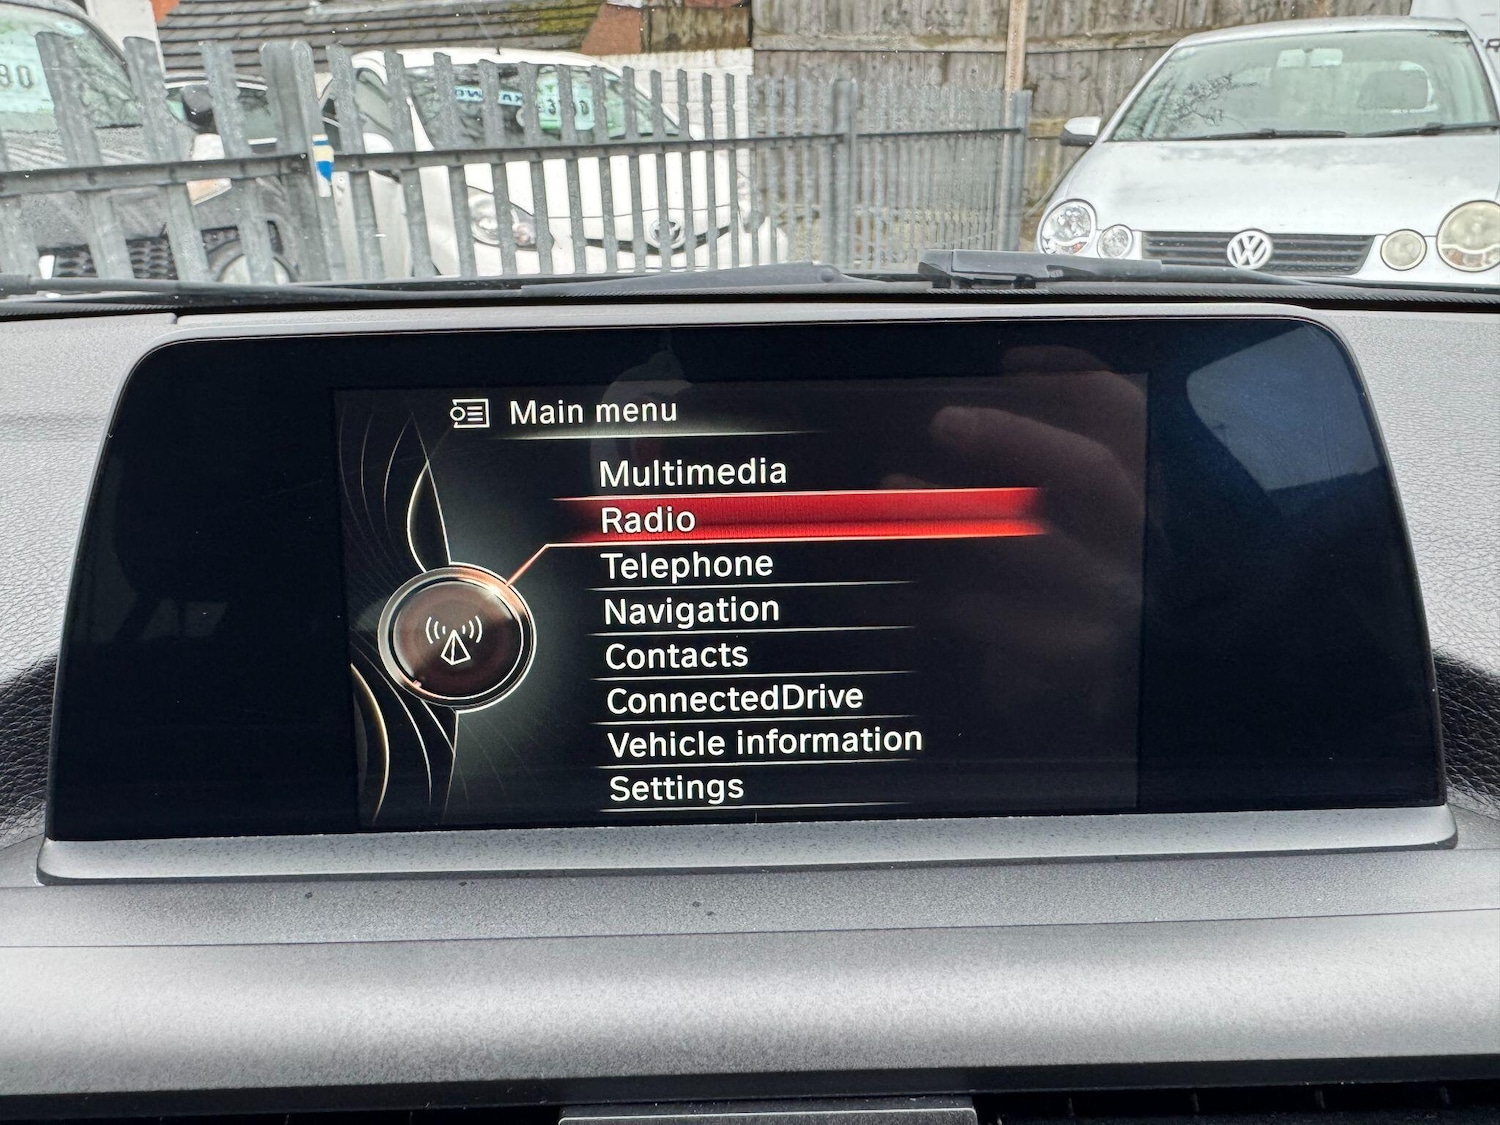 Main menu
Multimedia
Radio
Telephone
Navigation
Contacts
ConnectedDrive
Vehicle information
Settings